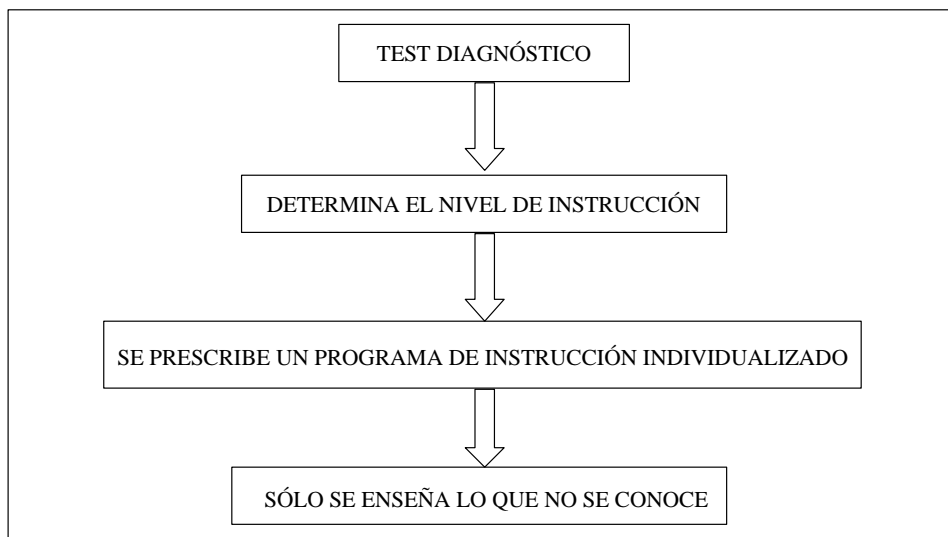 TEST DIAGNÓSTICO
DETERMINA EL NIVEL DE INSTRUCCIÓN
SE PRESCRIBE UN PROGRAMA DE INSTRUCCIÓN INDIVIDUALIZADO
SÓLO SE ENSEÑA LO QUE NO SE CONOCE